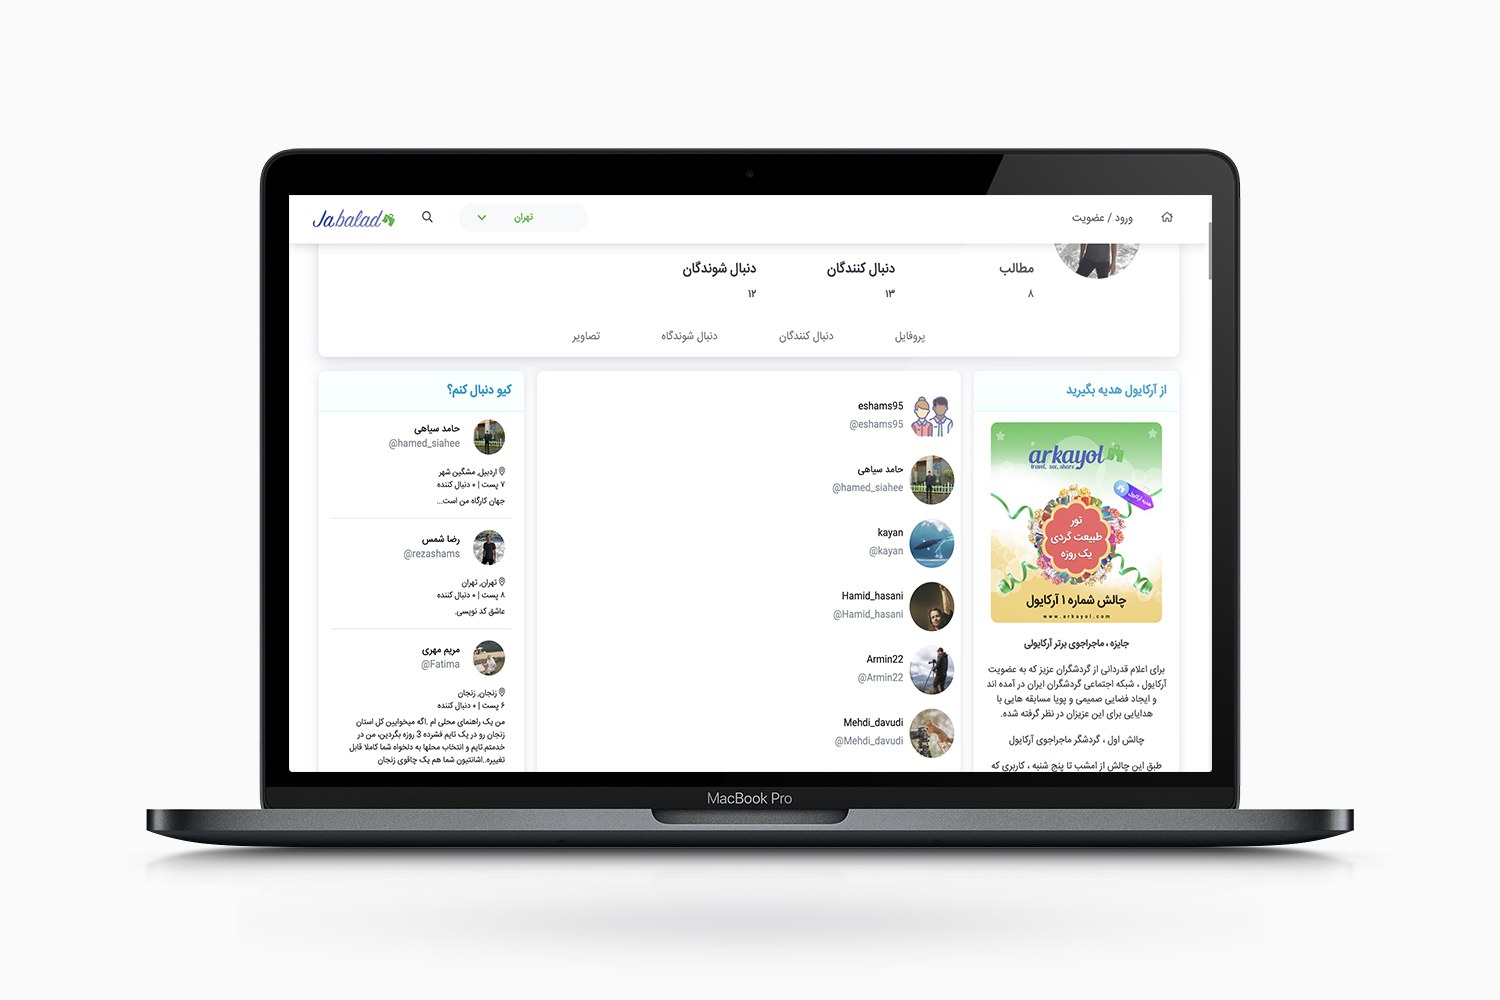 ورود / عضویت
تهران
Jabalad
مطالب
۸
دنبال کنندگان
۱۳
دنبال شوندگان
۱۲
پروفایل
دنبال کنندگان
دنبال شوندگاه
تصاویر
از آرکایول هدیه بگیرید
arkayol
travel, see, share
هدیه آرکایول
تور
طبیعت گردی
یک روزه
چالش شماره ۱ آرکایول
www.arkayol.com
جایزه ، ماجراجوی برتر آرکایولی
برای اعلام قدردانی از گردشگران عزیز که به عضویت
آرکایول ، شبکه اجتماعی گردشگران ایران در آمده اند
و ایجاد فضایی صمیمی و پویا مسابقه هایی با
هدایایی برای این عزیزان در نظر گرفته شده.
چالش اول ، گردشگر ماجراجوی آرکایول
طبق این چالش از امشب تا پنج شنبه ، کاربری که
eshams95
@eshams95
حامد سیاهی
@hamed_siahee
kayan
@kayan
Hamid_hasani
@Hamid_hasani
Armin22
@Armin22
Mehdi_davudi
@Mehdi_davudi
کیو دنبال کنم؟
حامد سیاهی
@hamed_siahee
اردبیل, مشگین شهر
۷ پست | ۰ دنبال کننده
جهان کارگاه من است...
رضا شمس
@rezashams
تهران, تهران
۸ پست | ۰ دنبال کننده
عاشق کد نویسی.
مریم مهری
@Fatima
زنجان, زنجان
۶ پست | ۰ دنبال کننده
من یک راهنمای محلی ام .اگه میخوایین کل استان
زنجان رو در یک تایم فشرده 3 روزه بگردین، من در
خدمتم.تایم و انتخاب محلها به دلخواه شما کاملا قابل
تغییره..اشانتیون شما هم یک چاقوی زنجان
MacBook Pro